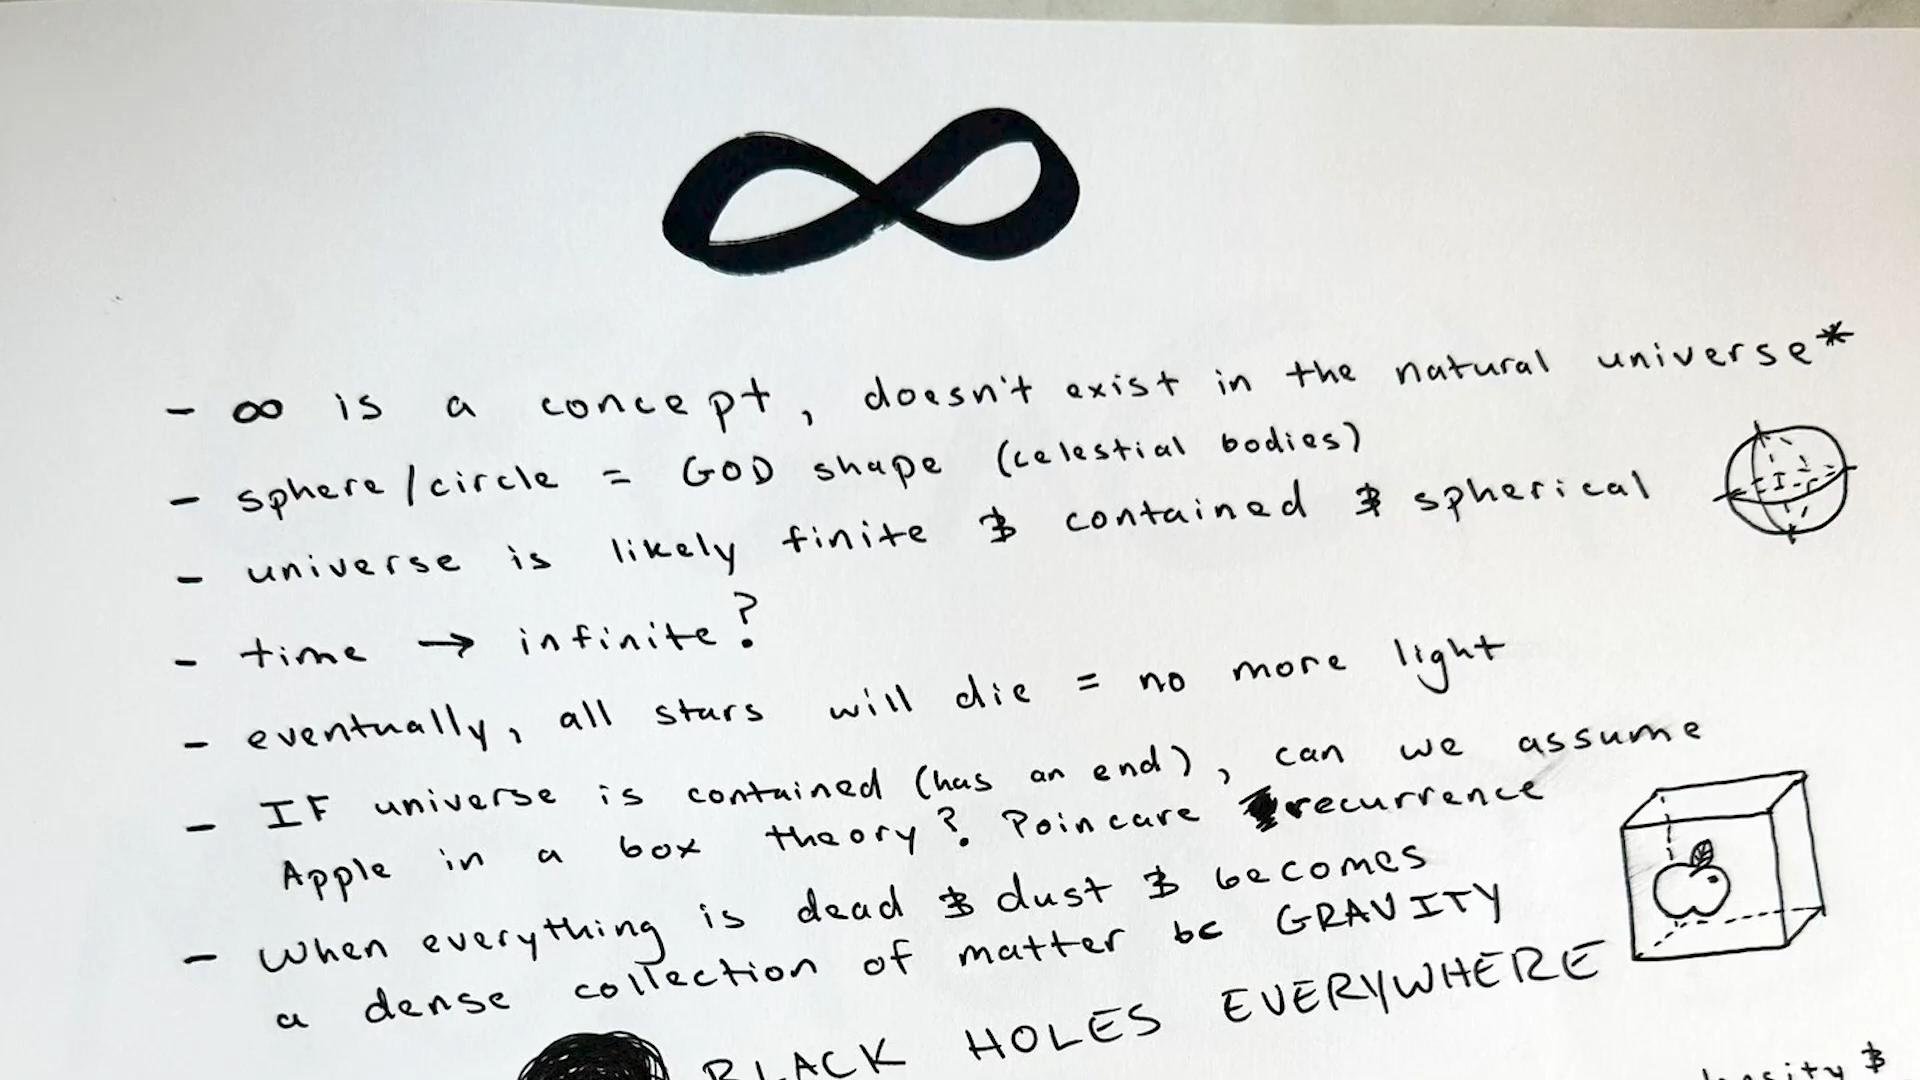 ∞
- ∞ is a concept, doesn't exist in the natural universe*
- sphere/circle = GOD shape (celestial bodies)
- universe is likely finite & contained & spherical
- time → infinite?
- eventually, all stars will die = no more light
- IF universe is contained (has an end), can we assume
Apple in a box theory? Poincare recurrence
- When everything is dead & dust & becomes
a dense collection of matter bc GRAVITY
BLACK HOLES EVERYWHERE